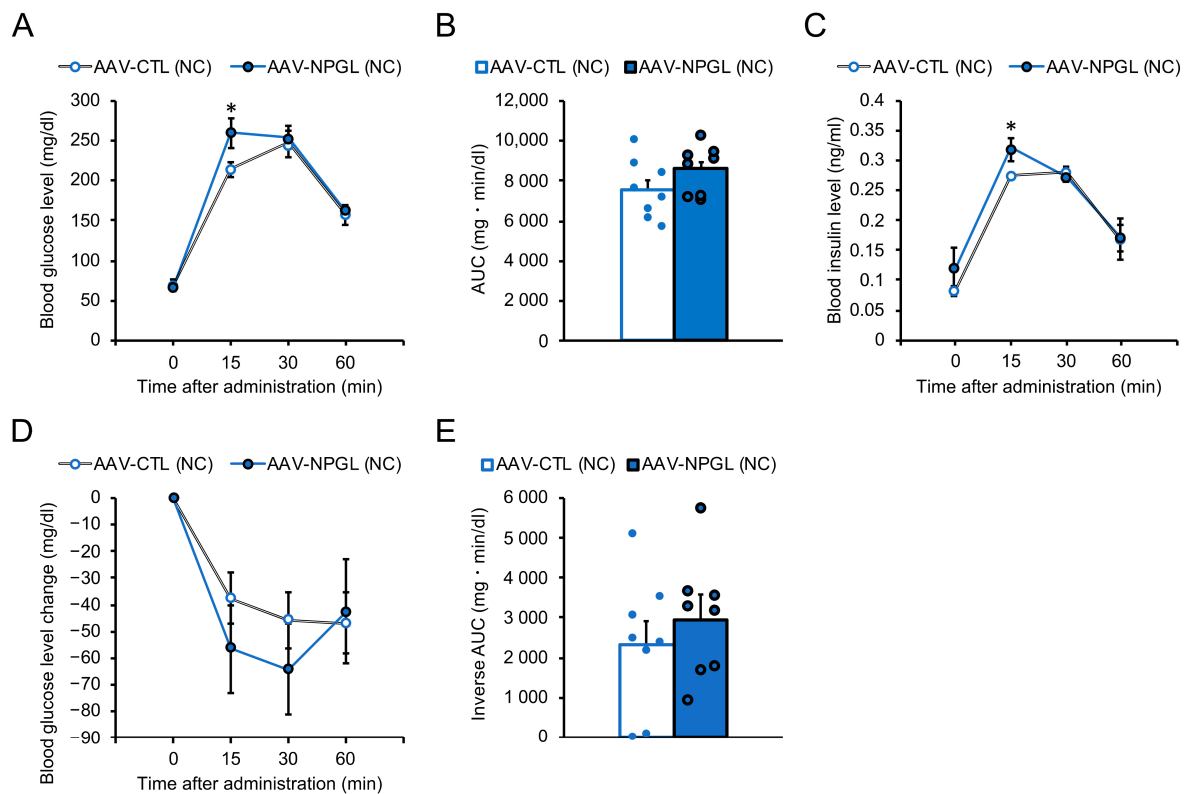 A
AAV-CTL (NC) AAV-NPGL (NC)
Blood glucose level (mg/dl)
300
250
200
150
100
50
0
*
0 15 30 60
Time after administration (min)
B
AAV-CTL (NC) AAV-NPGL (NC)
AUC (mg・min/dl)
12,000
10,000
8 000
6 000
4 000
2 000
0
C
AAV-CTL (NC) AAV-NPGL (NC)
Blood insulin level (ng/ml)
0.4
0.35
0.3
0.25
0.2
0.15
0.1
0.05
0
*
0 15 30 60
Time after administration (min)
D
AAV-CTL (NC) AAV-NPGL (NC)
Blood glucose level change (mg/dl)
0
−10
−20
−30
−40
−50
−60
−70
−80
−90
0 15 30 60
Time after administration (min)
E
AAV-CTL (NC) AAV-NPGL (NC)
Inverse AUC (mg・min/dl)
6 000
5 000
4 000
3 000
2 000
1 000
0